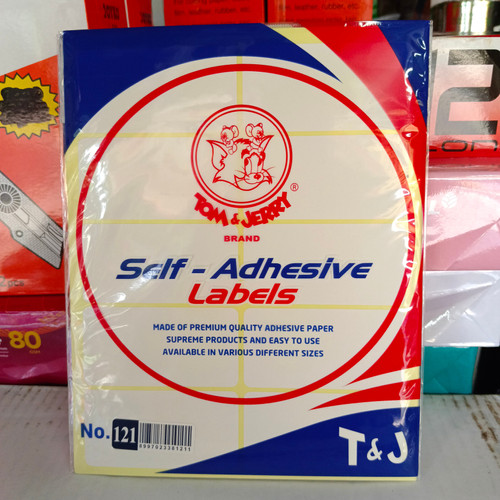 TOM & JERRY ®
BRAND
Self - Adhesive
Labels
MADE OF PREMIUM QUALITY ADHESIVE PAPER
SUPREME PRODUCTS AND EASY TO USE
AVAILABLE IN VARIOUS DIFFERENT SIZES
No. 121
T & J
80
2